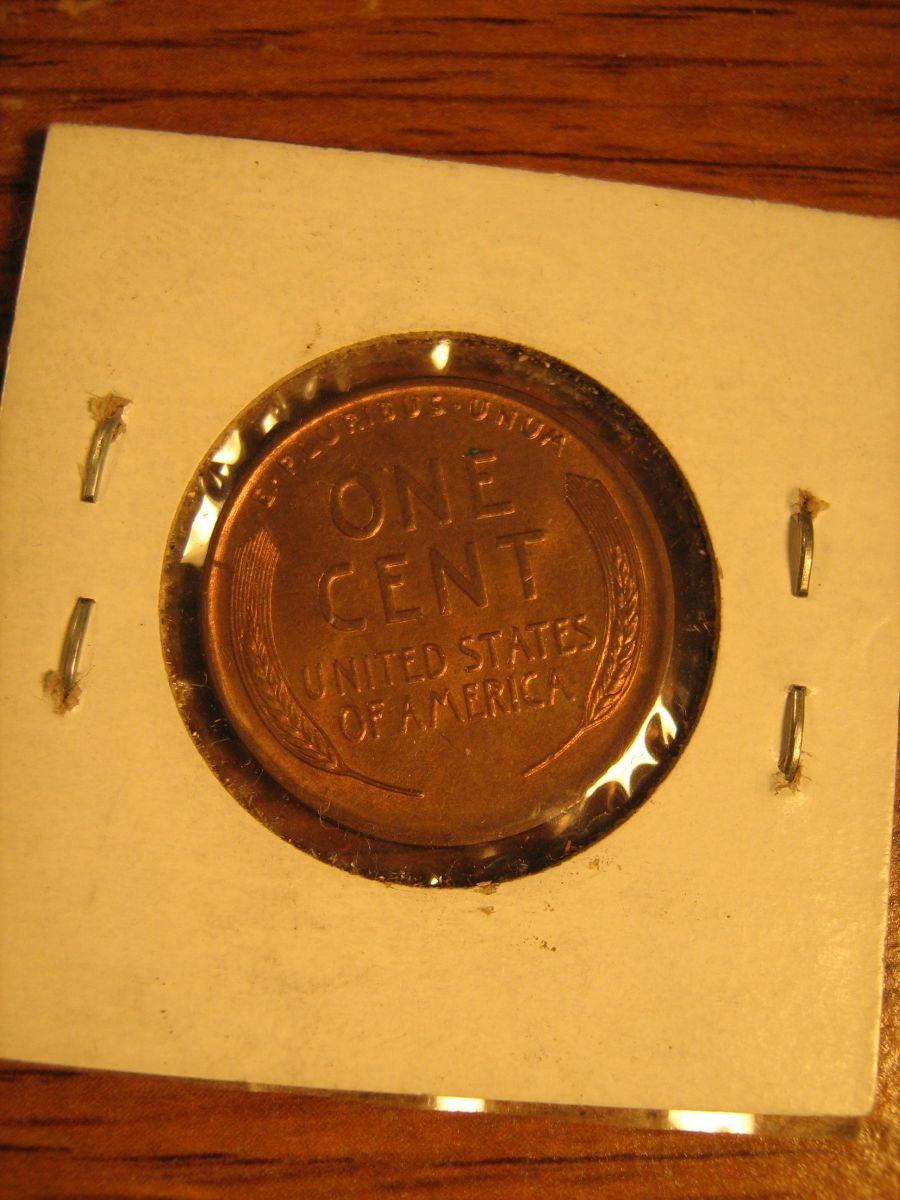 E·PLURIBUS·UNUM
ONE
CENT
UNITED STATES
OF AMERICA